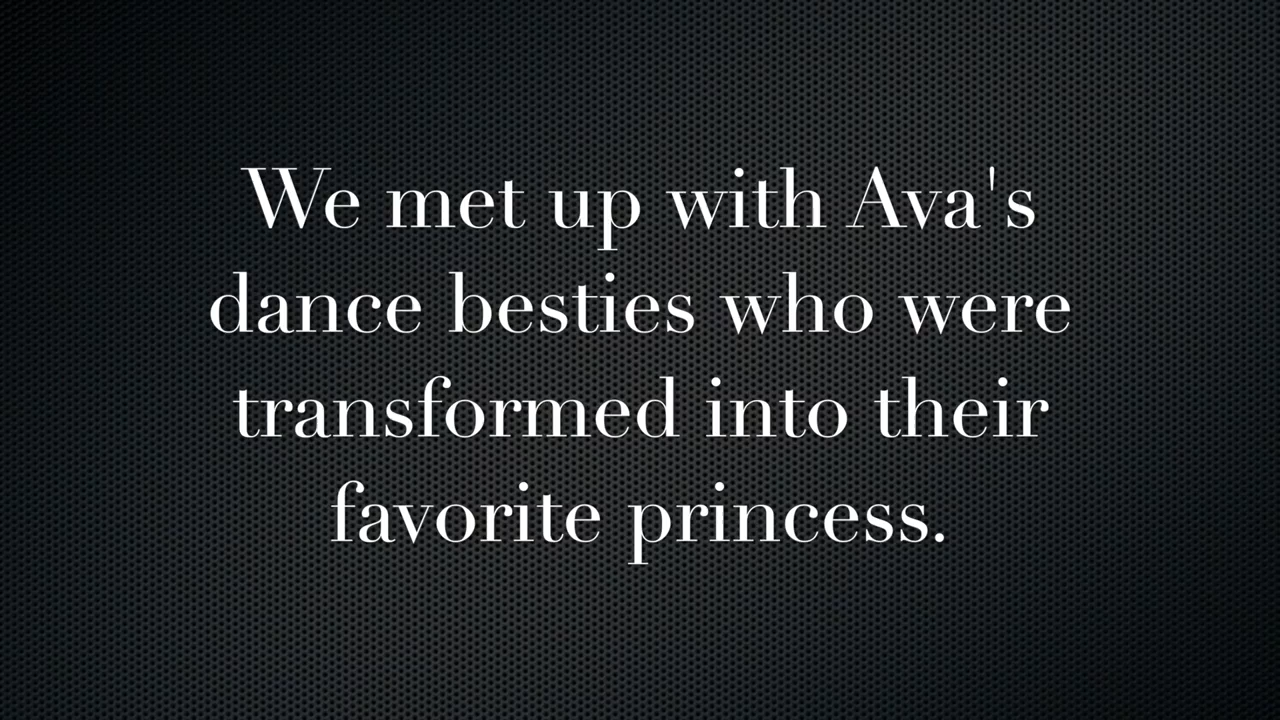 We met up with Ava's
dance besties who were
transformed into their
favorite princess.